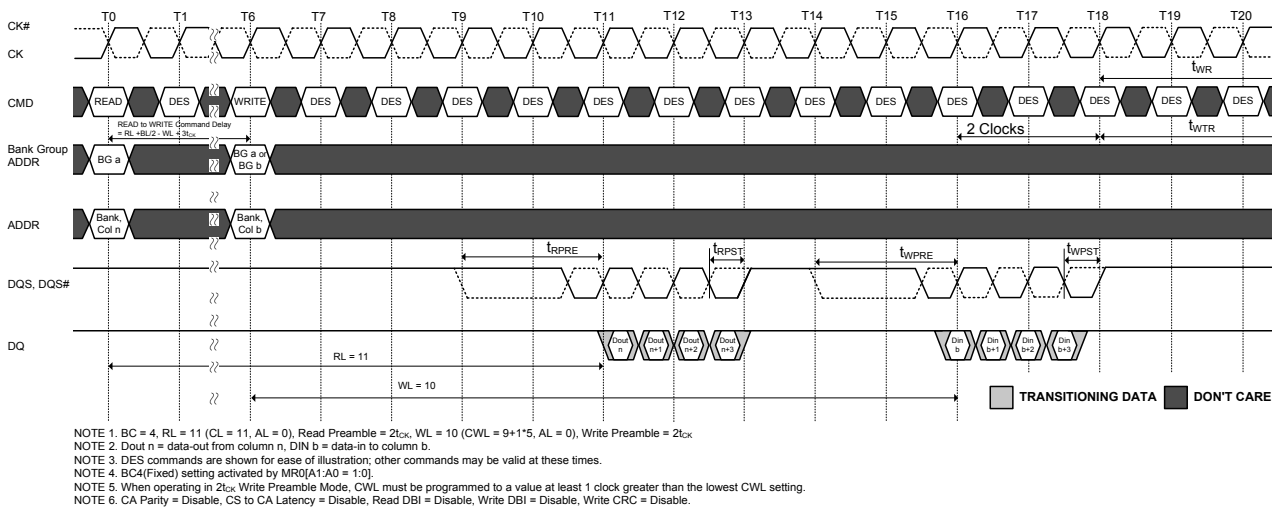 T0 T1 T6 T7 T8 T9 T10 T11 T12 T13 T14 T15 T16 T17 T18 T19 T20
CK#
CK
tWR
CMD
READ DES WRITE DES DES DES DES DES DES DES DES DES DES DES DES DES DES
READ to WRITE Command Delay
= RL +BL/2 - WL + 3tCK
2 Clocks
tWTR
Bank Group
ADDR
BG a
BG a or
BG b
ADDR
Bank,
Col n
Bank,
Col b
tRPRE
tRPST
tWPRE
tWPST
DQS, DQS#
DQ
Dout
n
Dout
n+1
Dout
n+2
Dout
n+3
Din
b
Din
b+1
Din
b+2
Din
b+3
RL = 11
WL = 10
TRANSITIONING DATA
DON'T CARE
NOTE 1. BC = 4, RL = 11 (CL = 11, AL = 0), Read Preamble = 2tCK, WL = 10 (CWL = 9+1*5, AL = 0), Write Preamble = 2tCK
NOTE 2. Dout n = data-out from column n, DIN b = data-in to column b.
NOTE 3. DES commands are shown for ease of illustration; other commands may be valid at these times.
NOTE 4. BC4(Fixed) setting activated by MR0[A1:A0 = 1:0].
NOTE 5. When operating in 2tCK Write Preamble Mode, CWL must be programmed to a value at least 1 clock greater than the lowest CWL setting.
NOTE 6. CA Parity = Disable, CS to CA Latency = Disable, Read DBI = Disable, Write DBI = Disable, Write CRC = Disable.